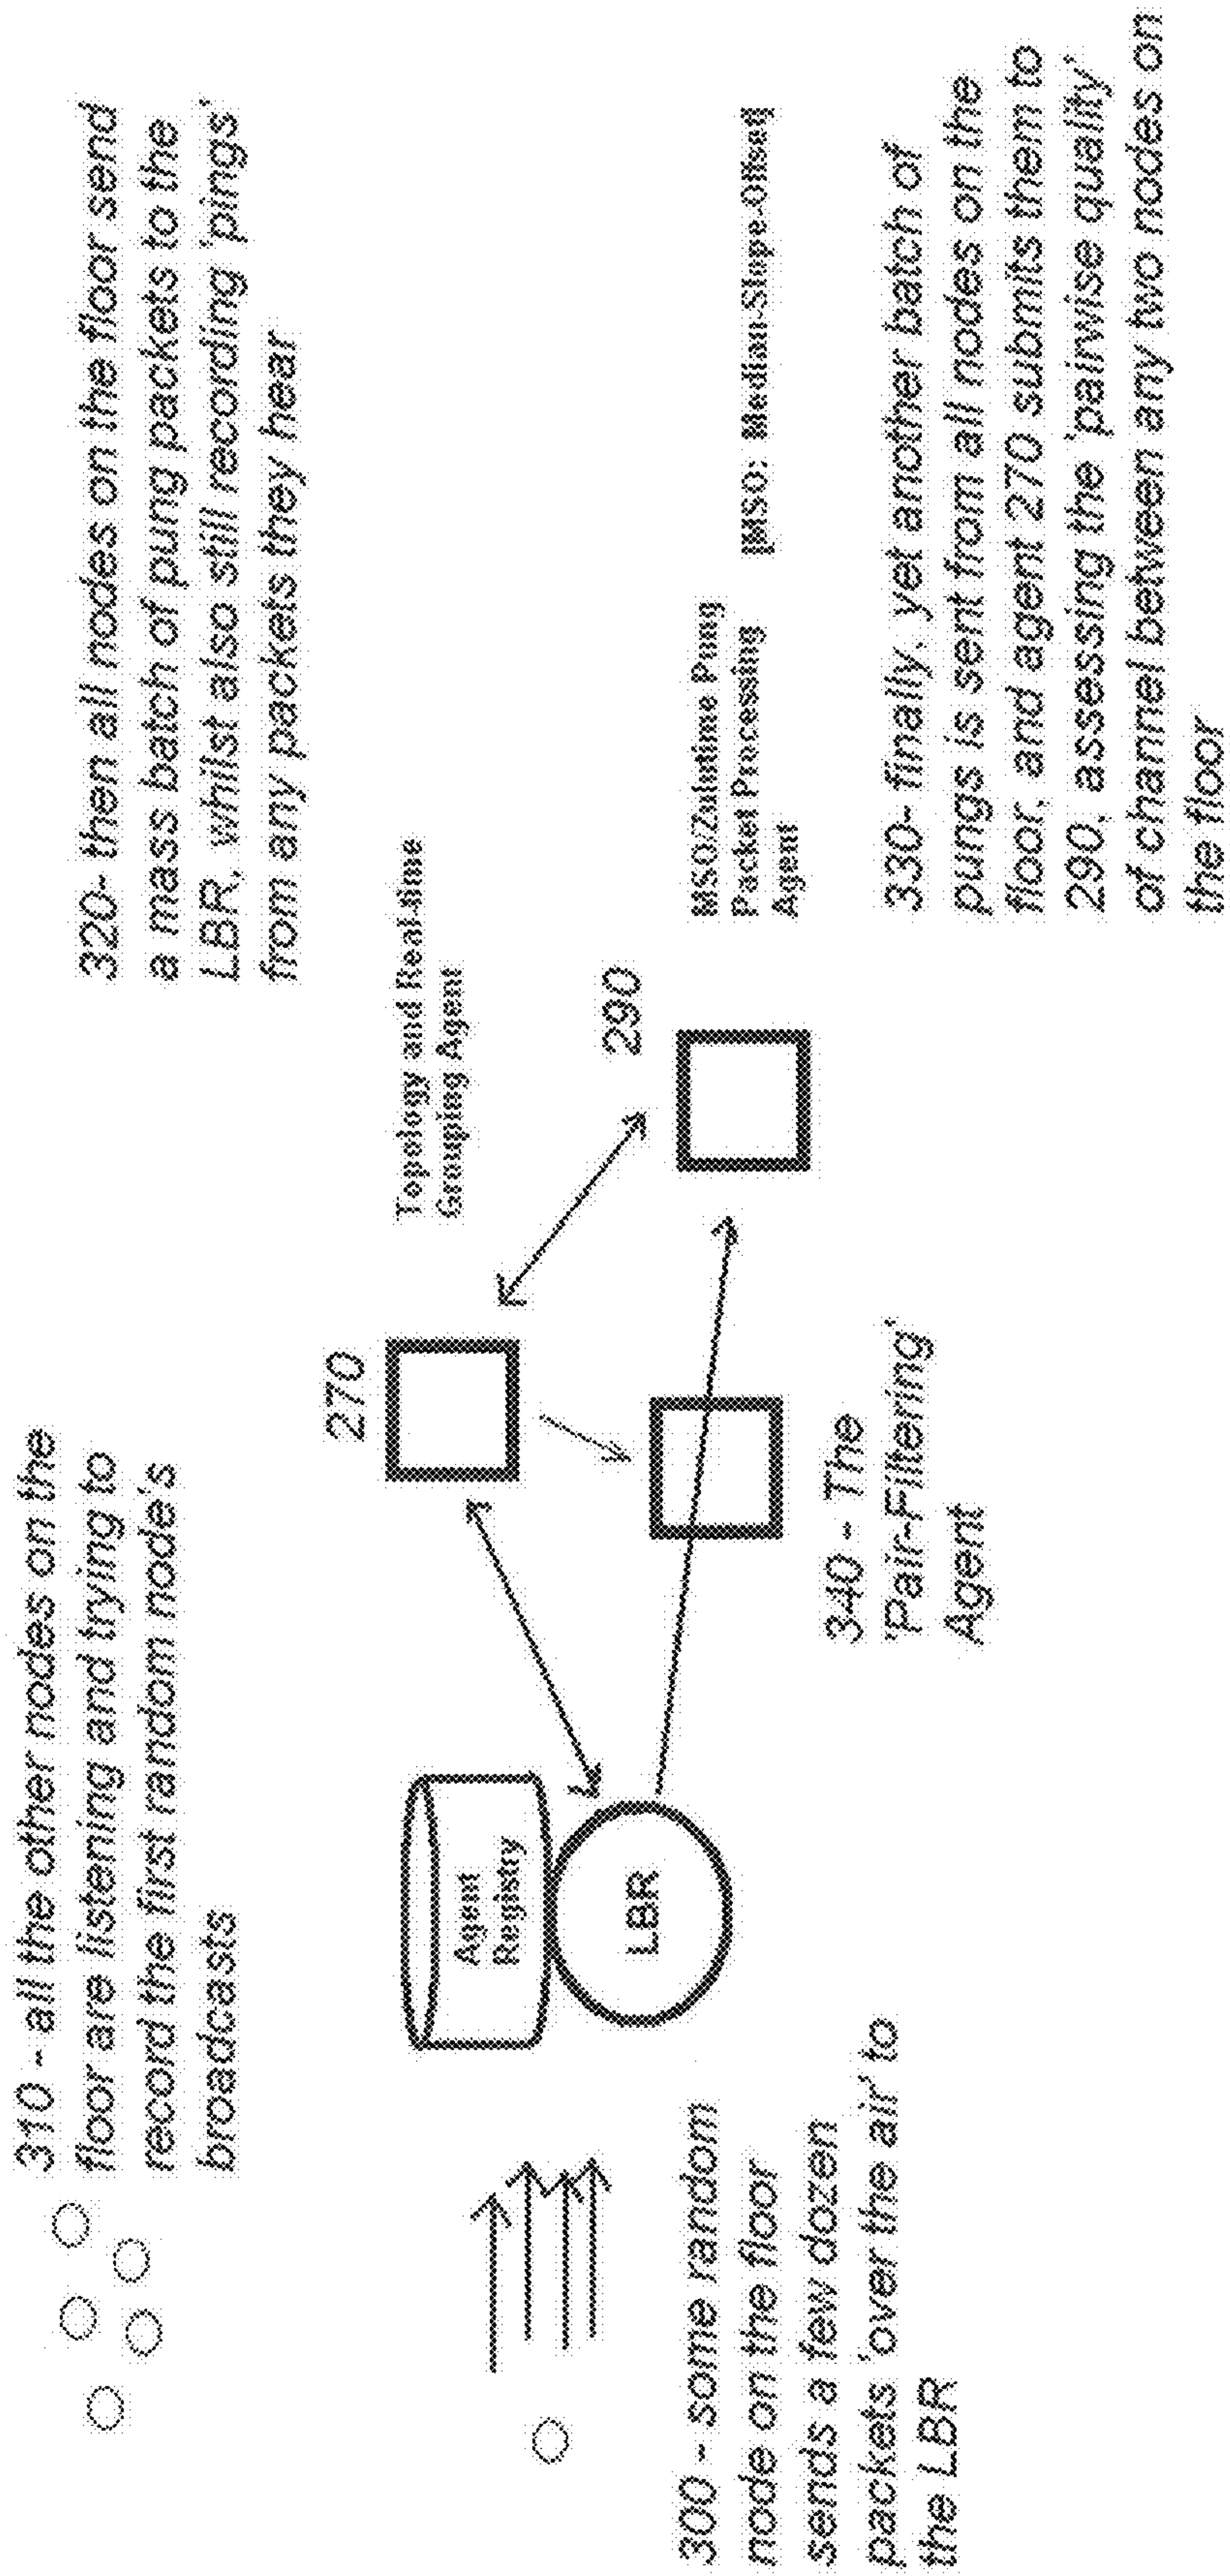 310 - all the other nodes on the
floor are listening and trying to
record the first random node's
broadcasts
320- then all nodes on the floor send
a mass batch of pung packets to the
LBR, whilst also still recording 'pings'
from any packets they hear
270
Topology and Real-time
Grouping Agent
Agent
Registry
LBR
290
MSO/Zulutime Pung
Packet Processing
Agent
[MSO: Median-Slope-Offset]
300 - some random
node on the floor
sends a few dozen
packets 'over the air' to
the LBR
340 - The
'Pair-Filtering'
Agent
330- finally, yet another batch of
pungs is sent from all nodes on the
floor, and agent 270 submits them to
290, assessing the 'pairwise quality'
of channel between any two nodes on
the floor